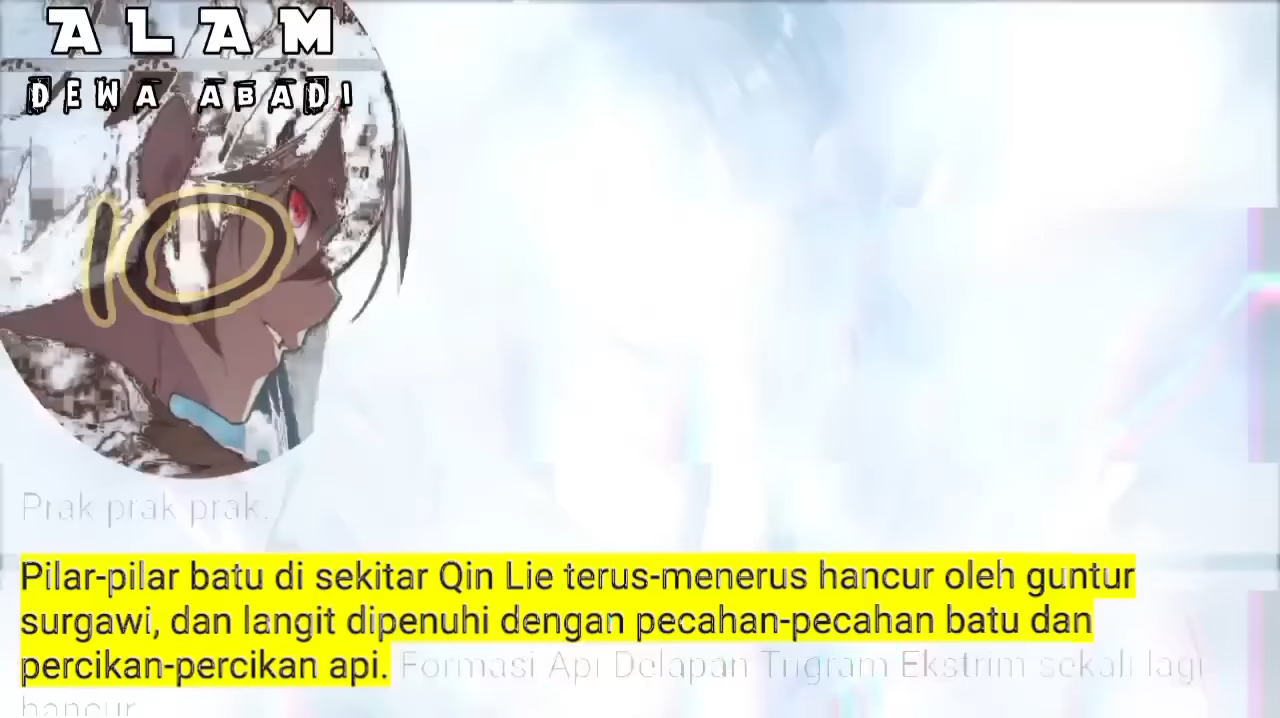 ALAM
DEWA ABADI
10
Prak prak prak.
Pilar-pilar batu di sekitar Qin Lie terus-menerus hancur oleh guntur
surgawi, dan langit dipenuhi dengan pecahan-pecahan batu dan
percikan-percikan api. Formasi Api Delapan Trigram Ekstrim sekali lagi
hancur.